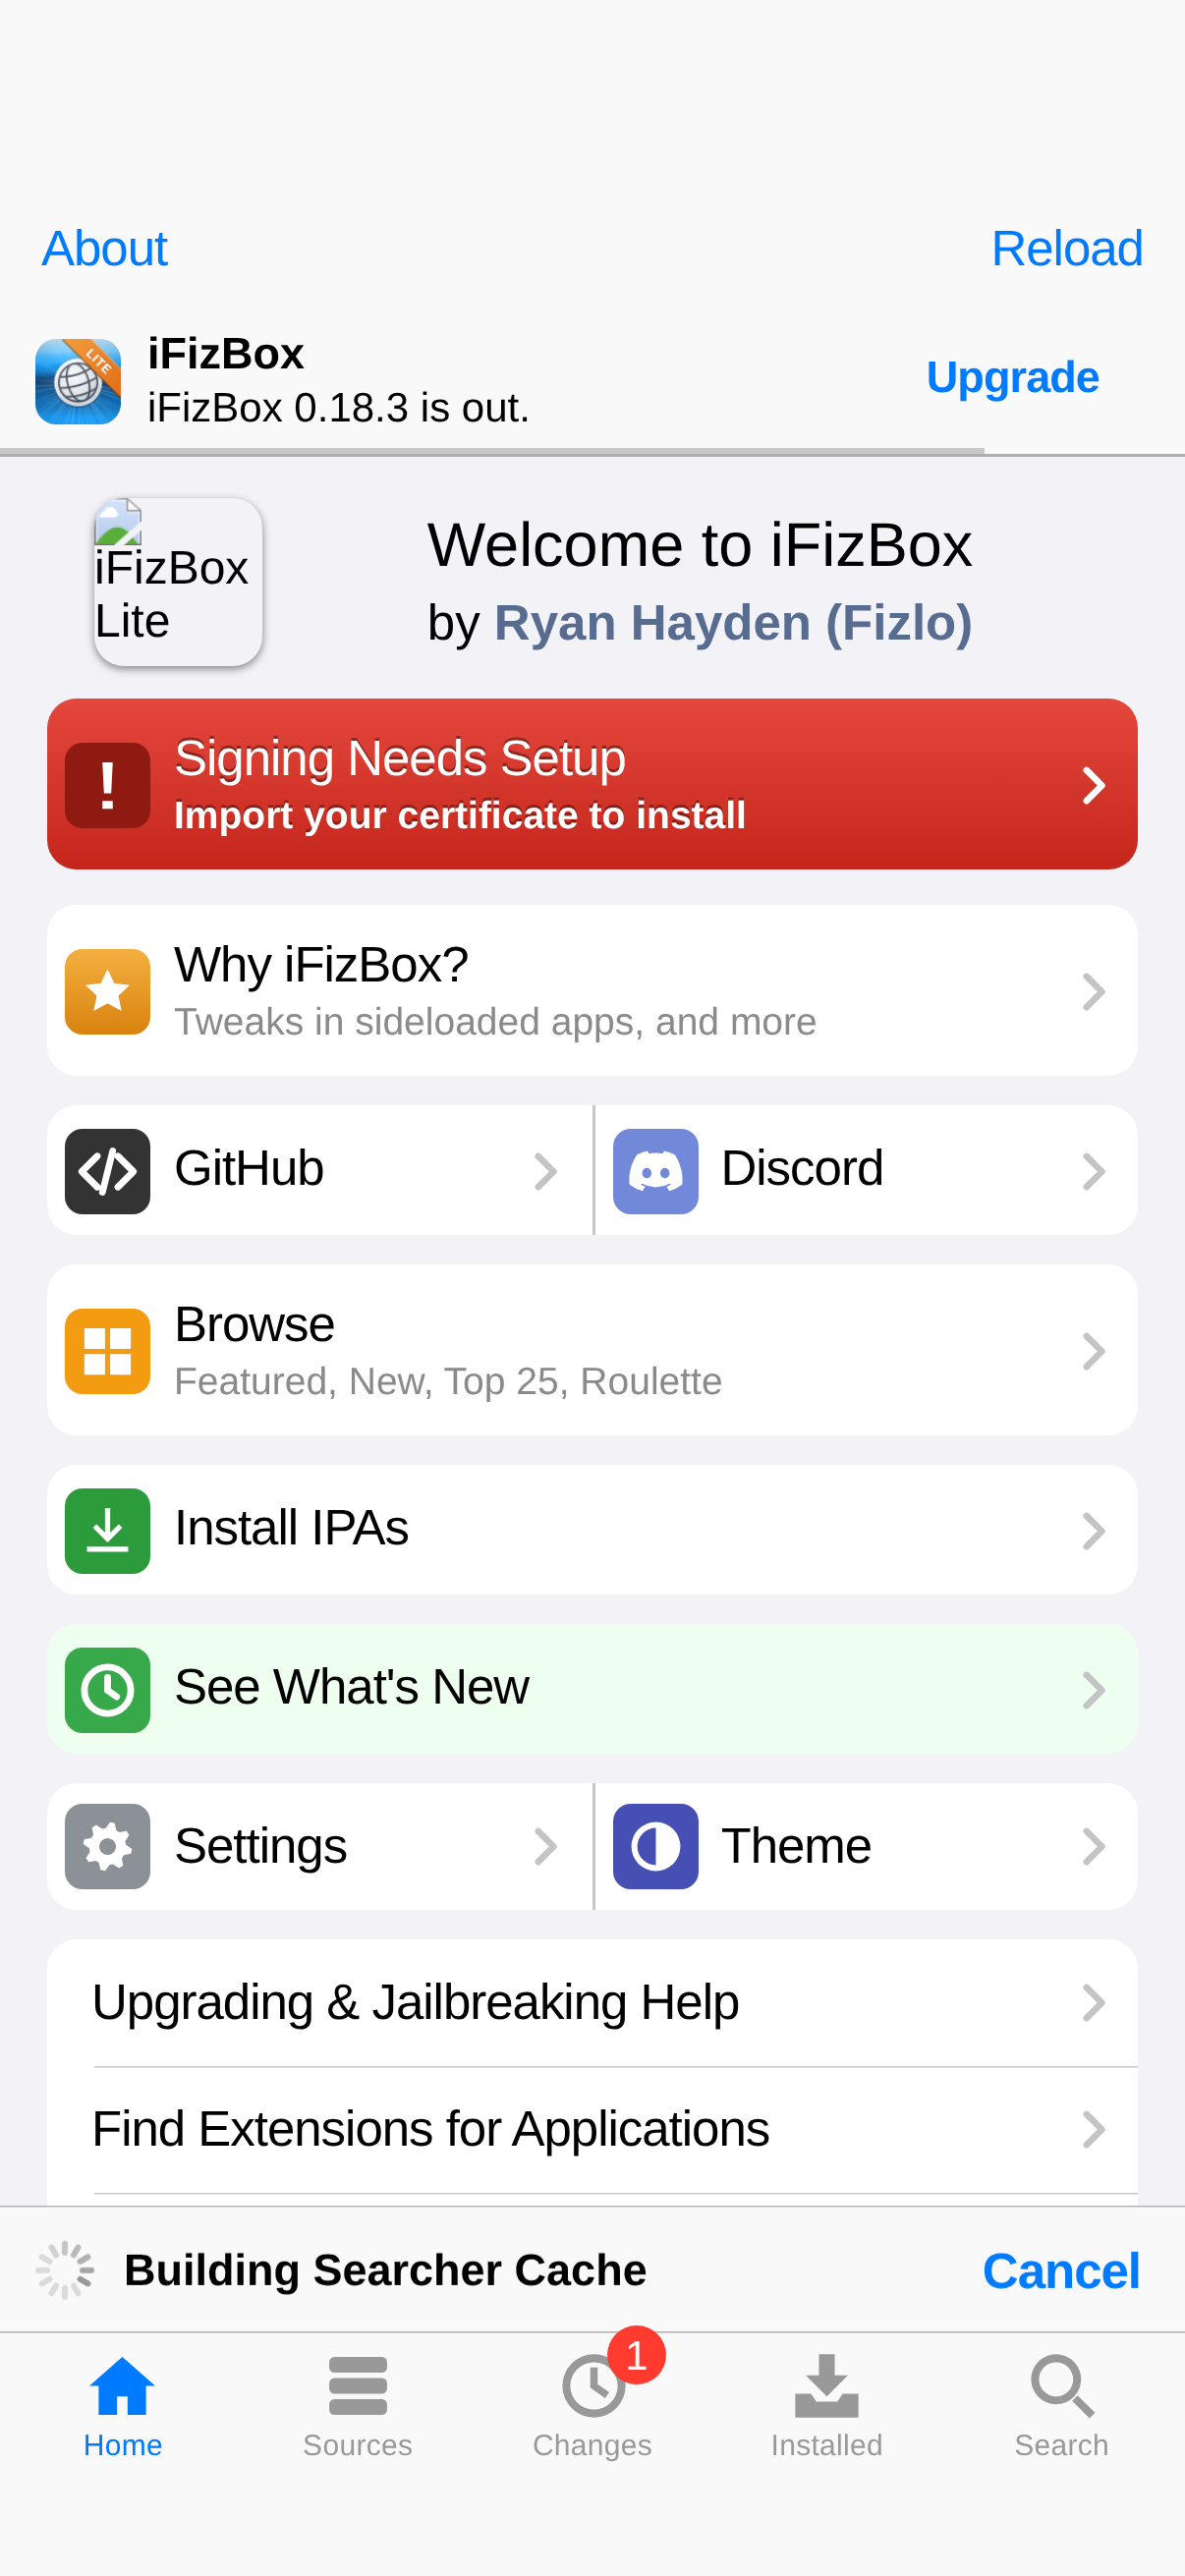 About
Reload
LITE
iFizBox
iFizBox 0.18.3 is out.
Upgrade
iFizBox
Lite
Welcome to iFizBox
by Ryan Hayden (Fizlo)
!
Signing Needs Setup
Import your certificate to install
Why iFizBox?
Tweaks in sideloaded apps, and more
GitHub
Discord
Browse
Featured, New, Top 25, Roulette
Install IPAs
See What's New
Settings
Theme
Upgrading & Jailbreaking Help
Find Extensions for Applications
Building Searcher Cache
Cancel
1
Home
Sources
Changes
Installed
Search